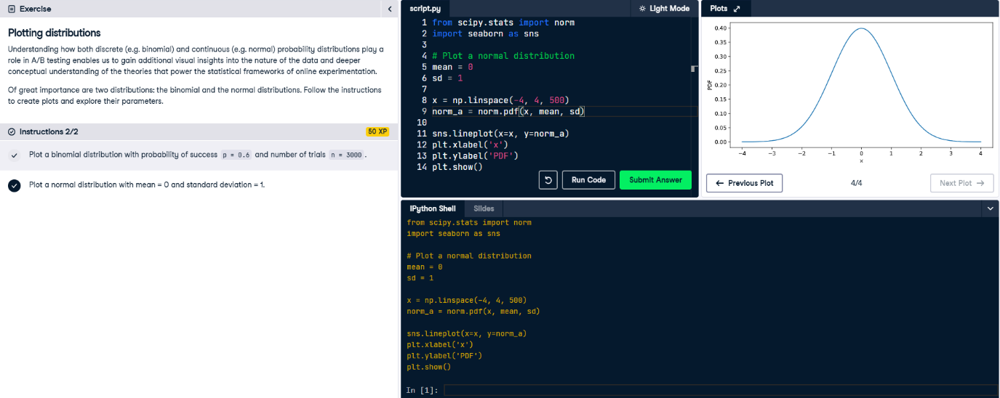 Exercise
Plotting distributions
Understanding how both discrete (e.g. binomial) and continuous (e.g. normal) probability distributions play a
role in A/B testing enables us to gain additional visual insights into the nature of the data and deeper
conceptual understanding of the theories that power the statistical frameworks of online experimentation.
Of great importance are two distributions: the binomial and the normal distributions. Follow the instructions
to create plots and explore their parameters.
Instructions 2/2
50 XP
Plot a binomial distribution with probability of success p = 0.6 and number of trials n = 3000.
Plot a normal distribution with mean = 0 and standard deviation = 1.
script.py
Light Mode
1 from scipy.stats import norm
2 import seaborn as sns
3
4 # Plot a normal distribution
5 mean = 0
6 sd = 1
7
8 x = np.linspace(-4, 4, 500)
9 norm_a = norm.pdf(x, mean, sd)
10
11 sns.lineplot(x=x, y=norm_a)
12 plt.xlabel('x')
13 plt.ylabel('PDF')
14 plt.show()
Run Code
Submit Answer
Plots
0.40
0.35
0.30
0.25
0.20
0.15
0.10
0.05
0.00
PDF
−4 −3 −2 −1 0 1 2 3 4
x
← Previous Plot
4/4
Next Plot →
IPython Shell
Slides
from scipy.stats import norm
import seaborn as sns
# Plot a normal distribution
mean = 0
sd = 1
x = np.linspace(-4, 4, 500)
norm_a = norm.pdf(x, mean, sd)
sns.lineplot(x=x, y=norm_a)
plt.xlabel('x')
plt.ylabel('PDF')
plt.show()
In [1]: